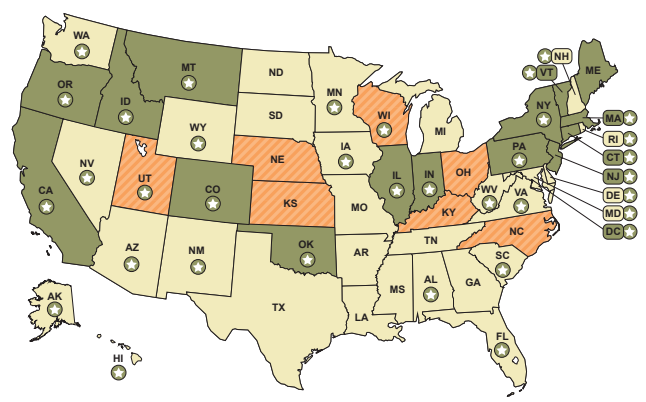 WA
NH
VT
ME
MT
ND
OR
MN
ID
SD
WI
NY
MA
WY
MI
RI
PA
CT
IA
NE
NV
OH
NJ
UT
IL
IN
WV
DE
CO
VA
CA
MD
KS
MO
KY
NC
DC
TN
OK
AZ
NM
AR
SC
MS
AL
GA
AK
TX
LA
FL
HI